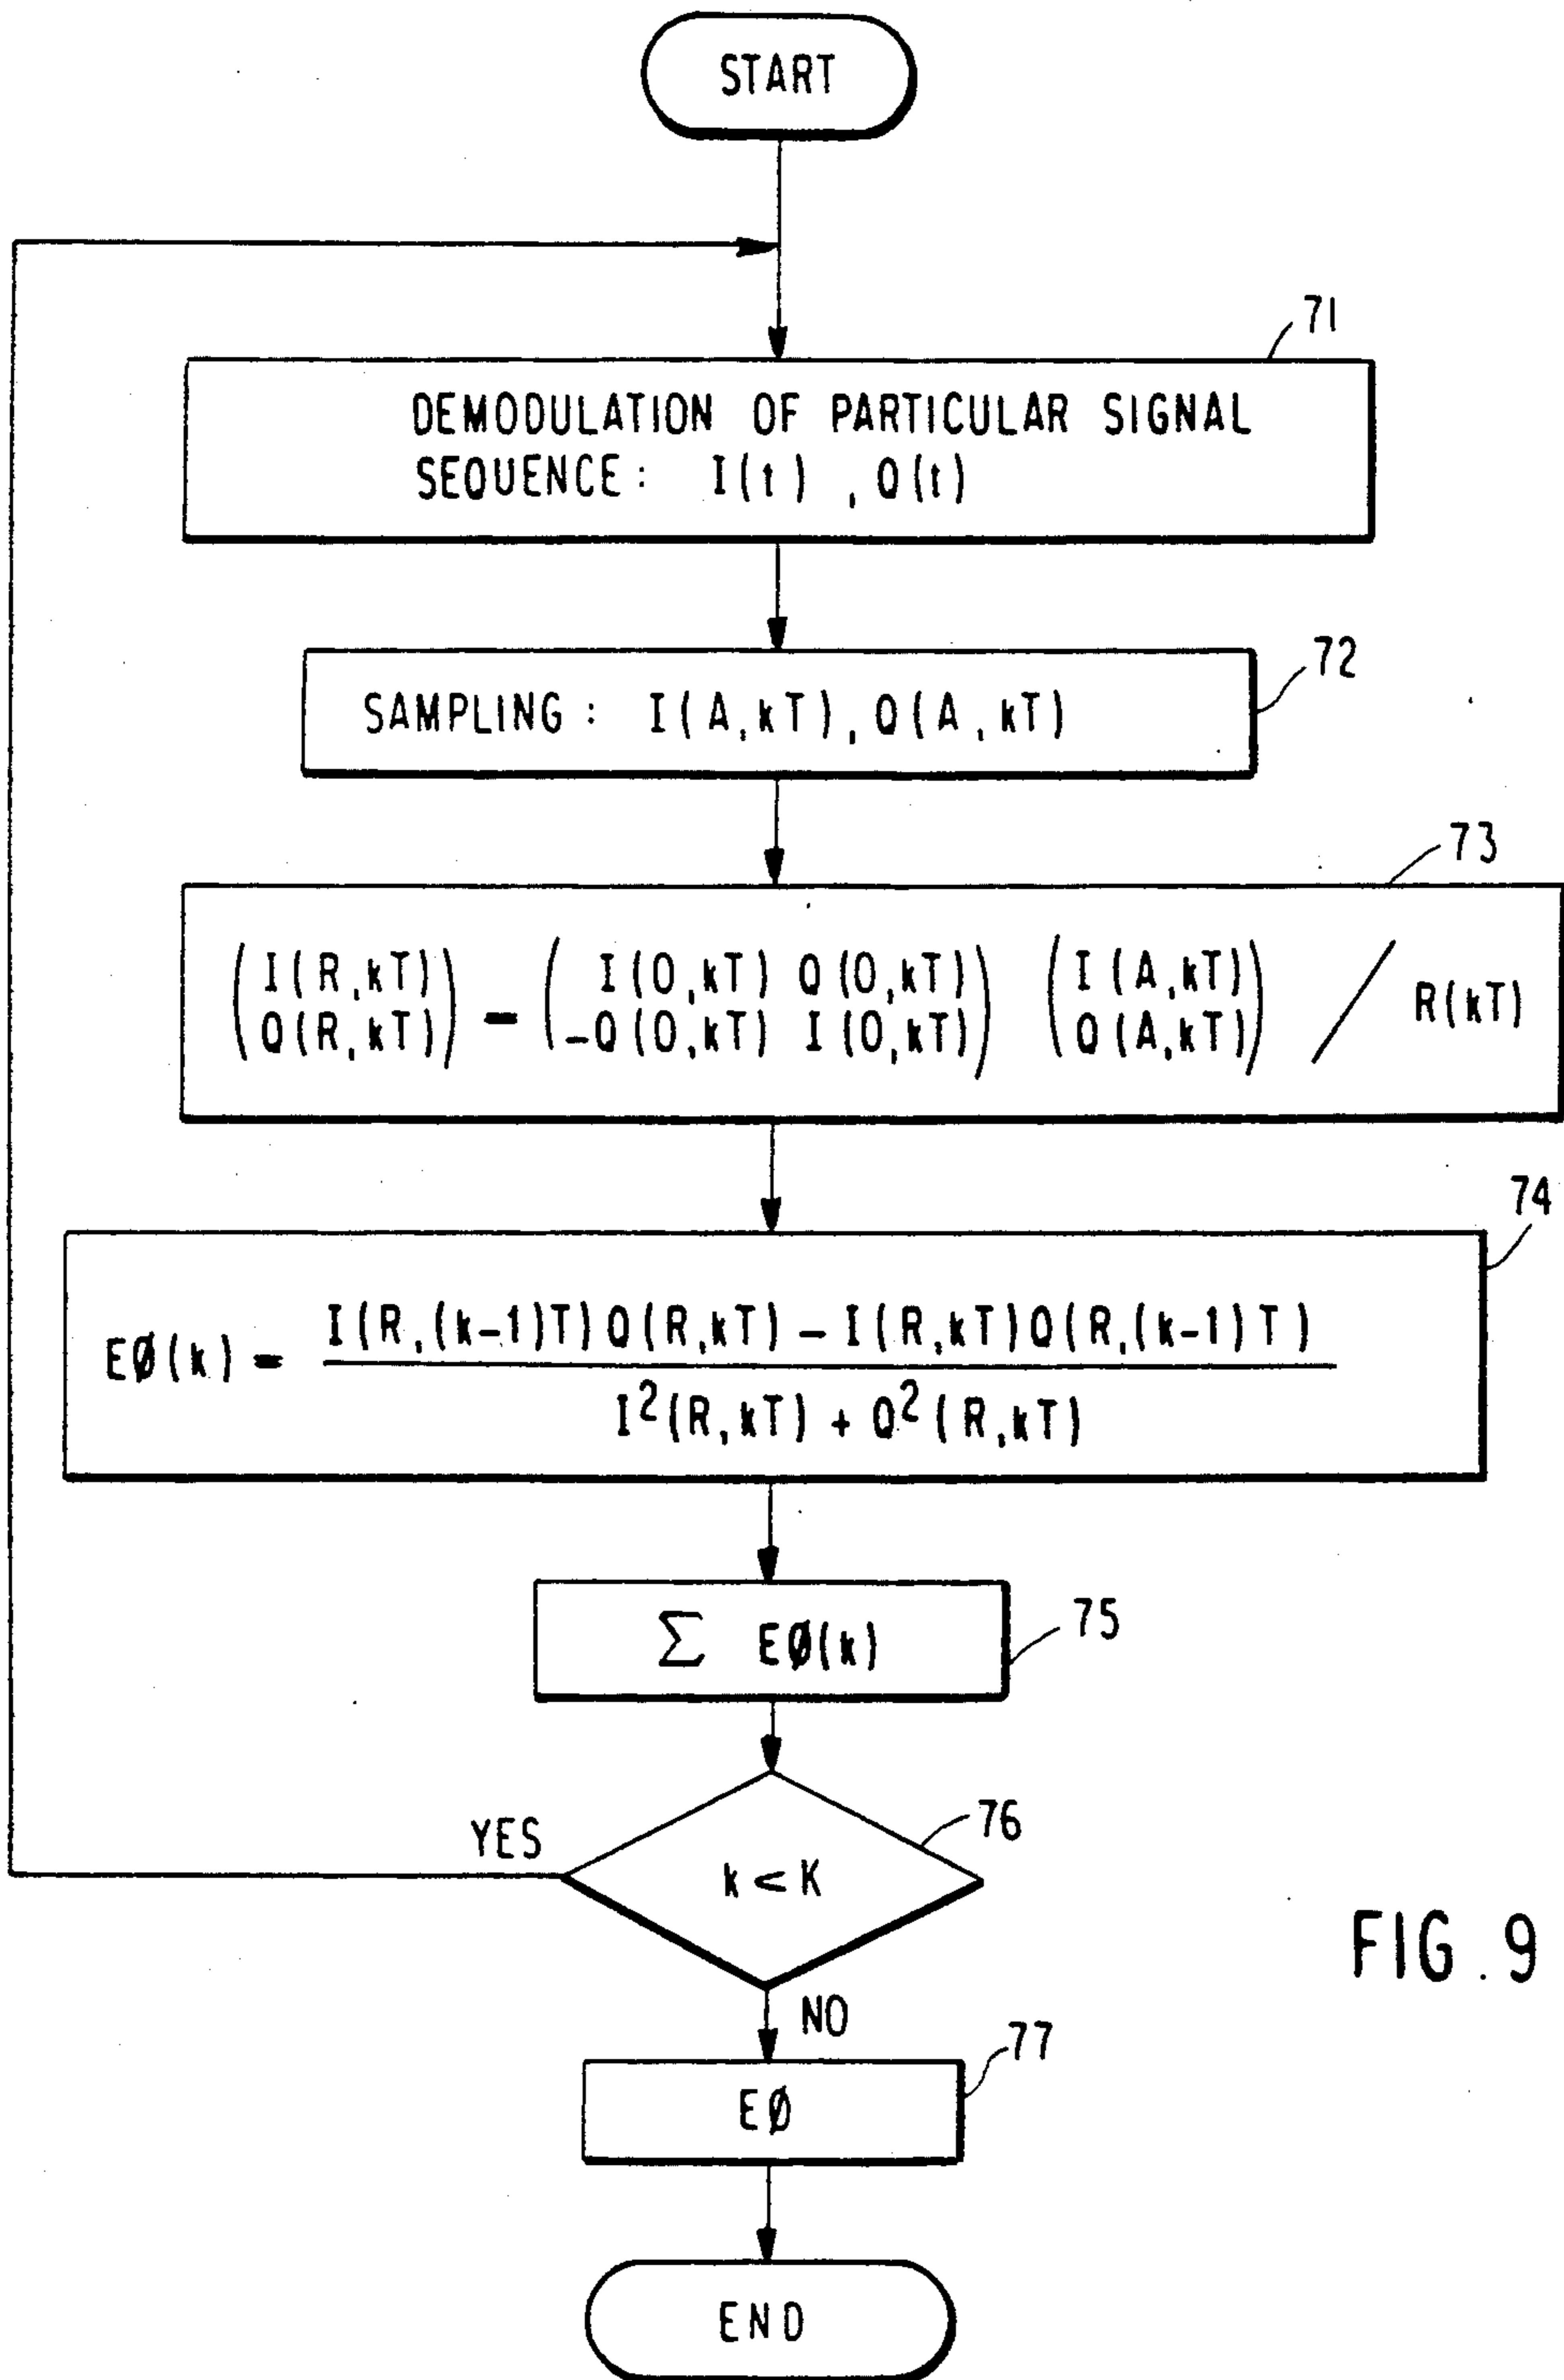 START
71
DEMODULATION OF PARTICULAR SIGNAL
SEQUENCE: I(t) , Q(t)
72
SAMPLING: I(A,kT), Q(A,kT)
73
(I(R,kT)) = ( I(O,kT) Q(O,kT)) (I(A,kT)) / R(kT)
(Q(R,kT)) (-Q(O,kT) I(O,kT)) (Q(A,kT))
74
EØ(k) = I(R,(k-1)T)Q(R,kT) - I(R,kT)Q(R,(k-1)T)
I²(R,kT) + Q²(R,kT)
75
Σ EØ(k)
76
YES
k < K
FIG. 9
NO
77
EØ
END